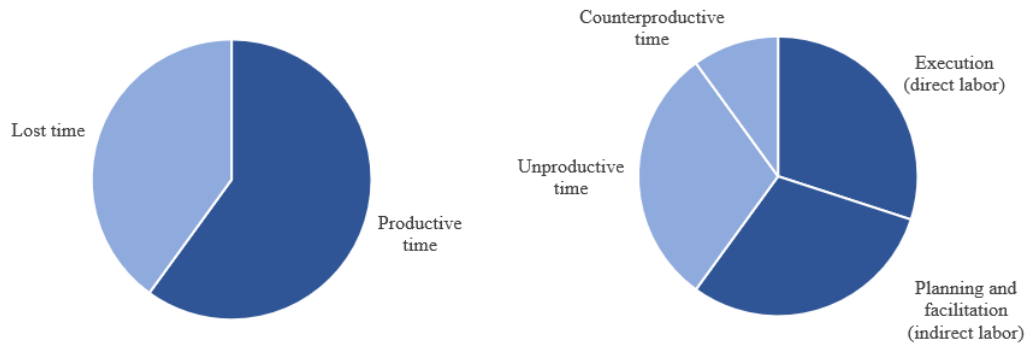 Lost time
Productive
time
Counterproductive
time
Execution
(direct labor)
Unproductive
time
Planning and
facilitation
(indirect labor)